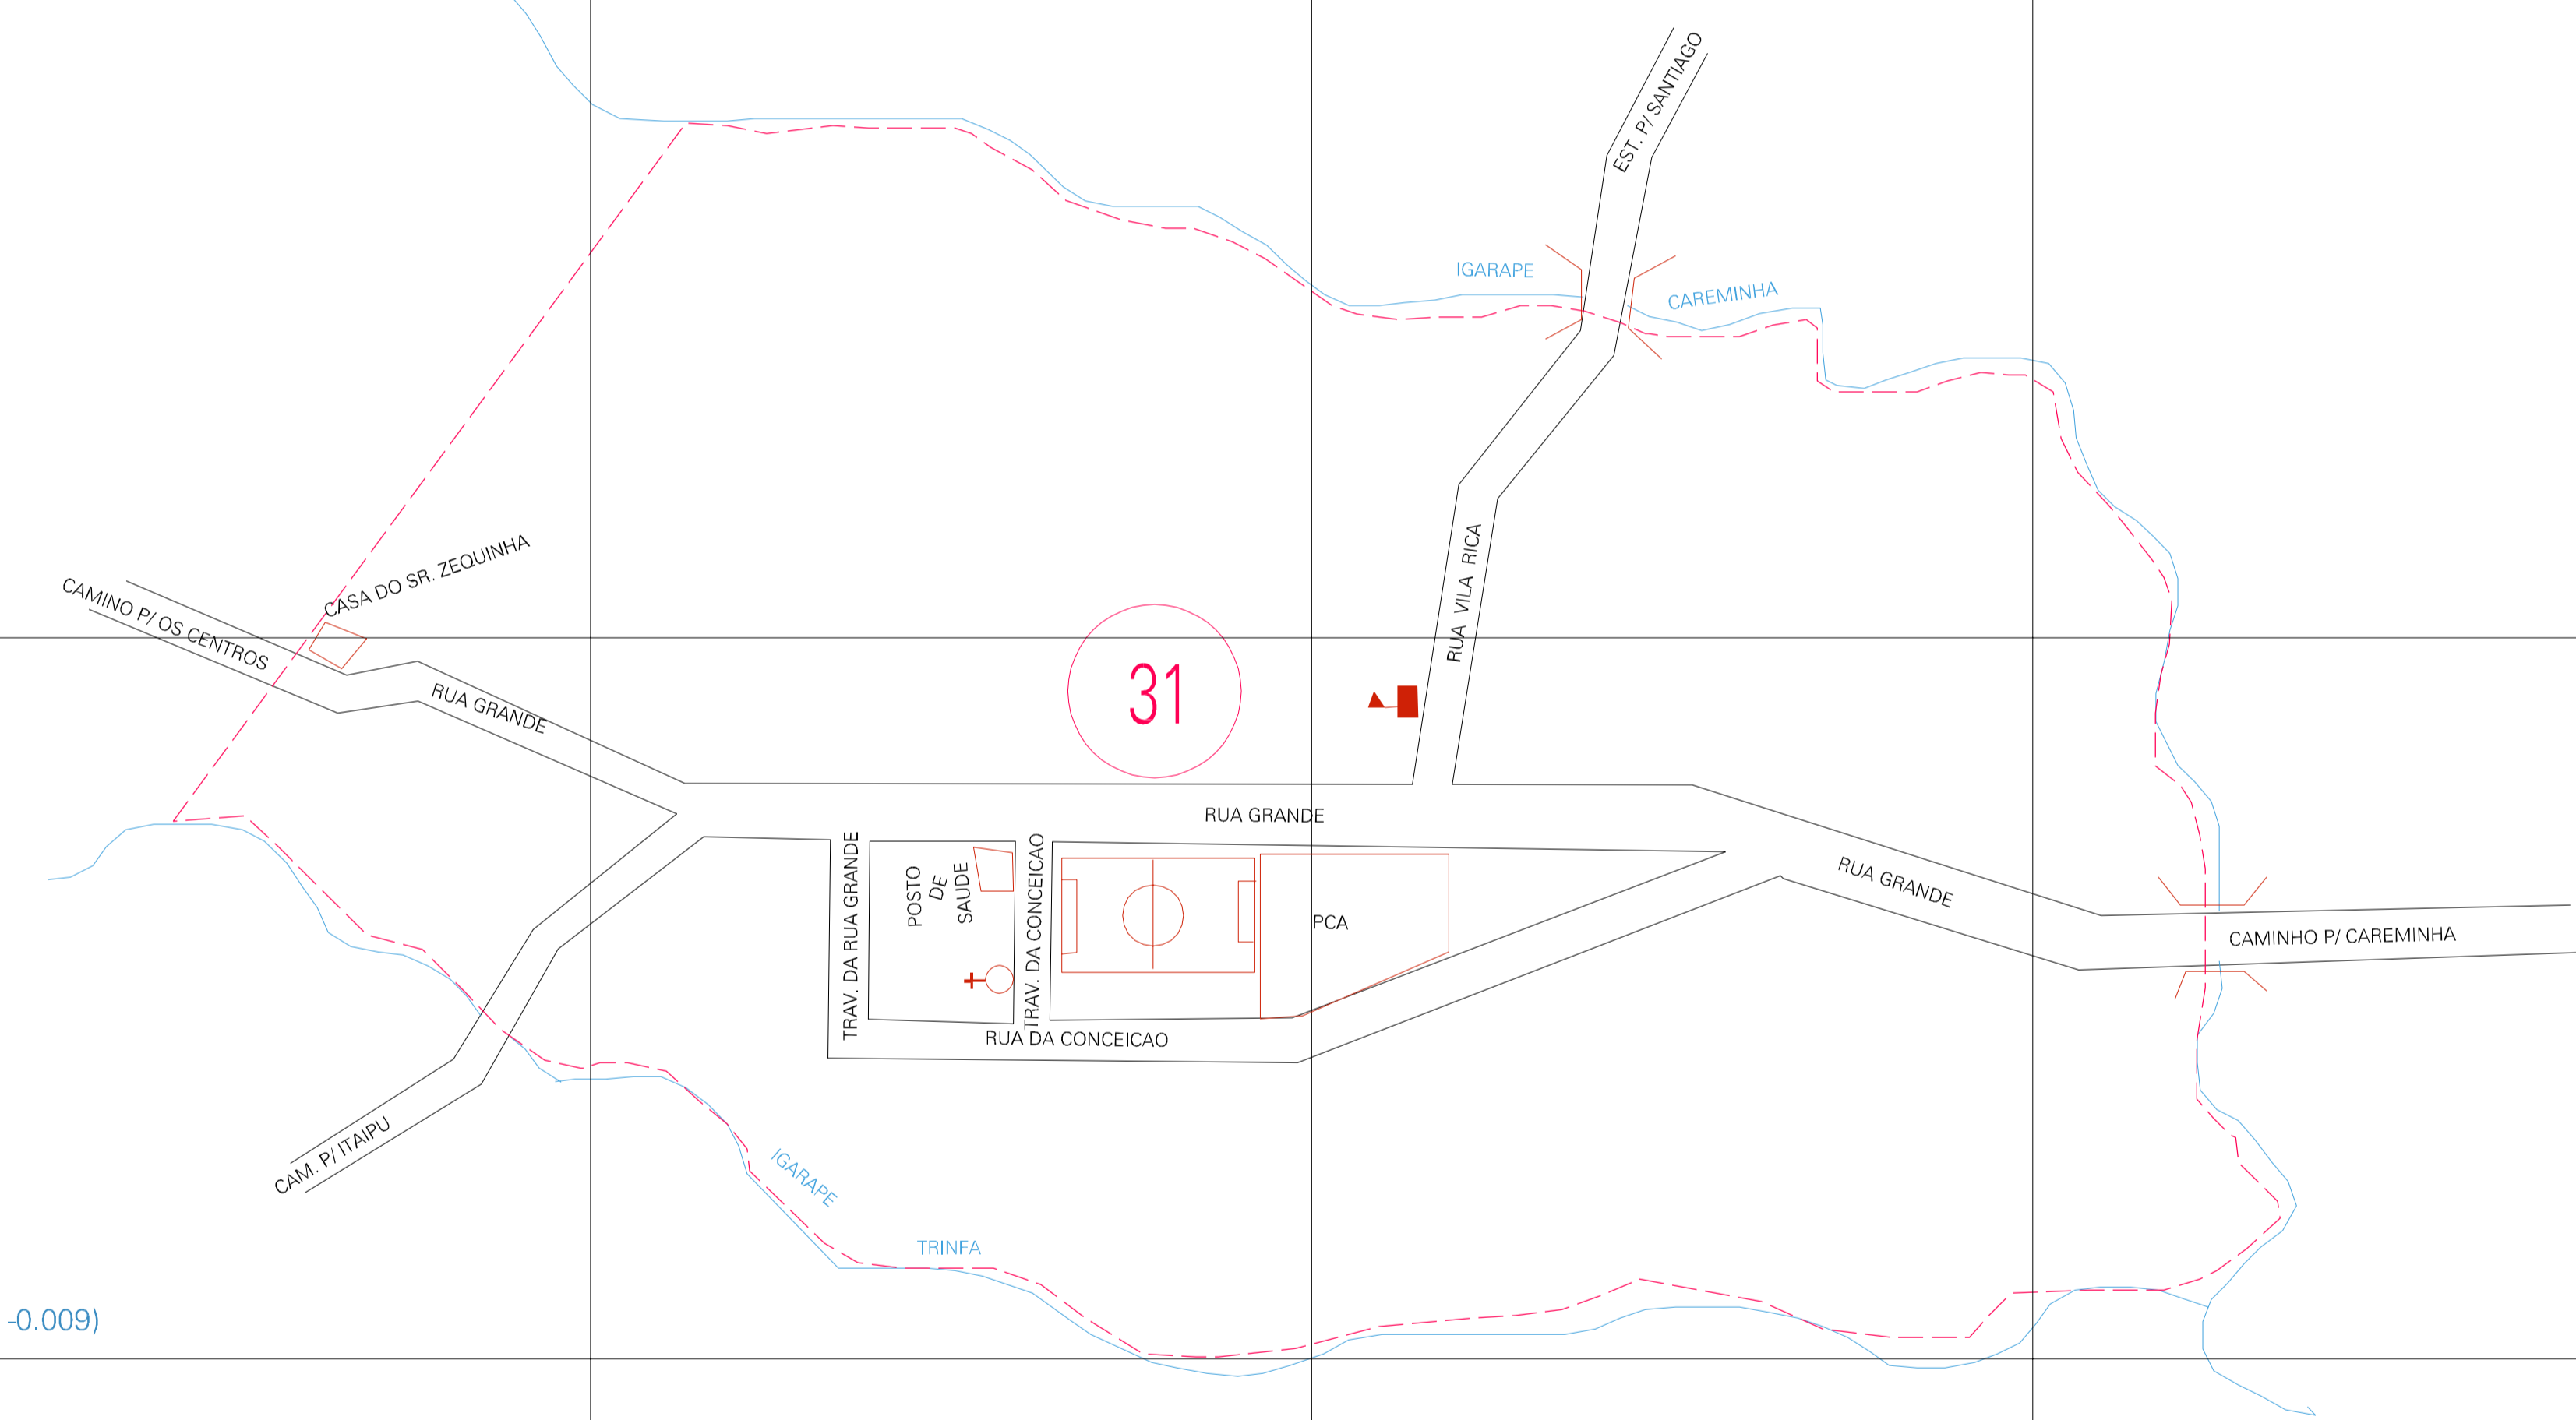 EST. P/ SANTIAGO
IGARAPE
CAREMINHA
CASA DO SR. ZEQUINHA
CAMINO P/ OS CENTROS
RUA GRANDE
RUA VILA RICA
31
RUA GRANDE
TRAV. DA RUA GRANDE
POSTO
DE
SAUDE
TRAV. DA CONCEICAO
PCA
RUA GRANDE
CAMINHO P/ CAREMINHA
RUA DA CONCEICAO
CAM. P/ ITAIPU
IGARAPE
TRINFA
-0.009)